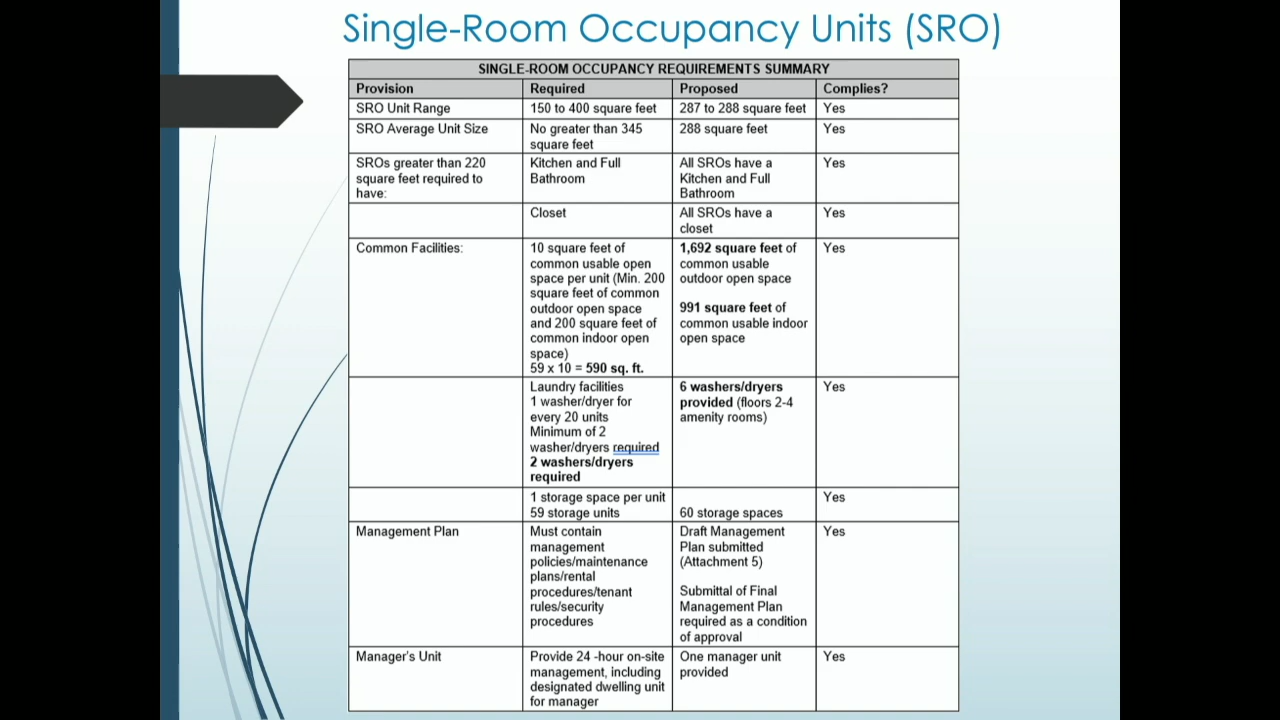 Single-Room Occupancy Units (SRO)
SINGLE-ROOM OCCUPANCY REQUIREMENTS SUMMARY
Provision Required Proposed Complies?
SRO Unit Range 150 to 400 square feet 287 to 288 square feet Yes
SRO Average Unit Size No greater than 345 288 square feet Yes
square feet
SROs greater than 220 Kitchen and Full All SROs have a Yes
square feet required to Bathroom Kitchen and Full
have: Bathroom
Closet All SROs have a Yes
closet
Common Facilities: 10 square feet of 1,692 square feet of Yes
common usable open common usable
space per unit (Min. 200 outdoor open space
square feet of common
outdoor open space 991 square feet of
and 200 square feet of common usable indoor
common indoor open open space
space)
59 x 10 = 590 sq. ft.
Laundry facilities 6 washers/dryers Yes
1 washer/dryer for provided (floors 2-4
every 20 units amenity rooms)
Minimum of 2
washer/dryers required
2 washers/dryers
required
1 storage space per unit Yes
59 storage units 60 storage spaces
Management Plan Must contain Draft Management Yes
management Plan submitted
policies/maintenance (Attachment 5)
plans/rental
procedures/tenant Submittal of Final
rules/security Management Plan
procedures required as a condition
of approval
Manager's Unit Provide 24 -hour on-site One manager unit Yes
management, including provided
designated dwelling unit
for manager